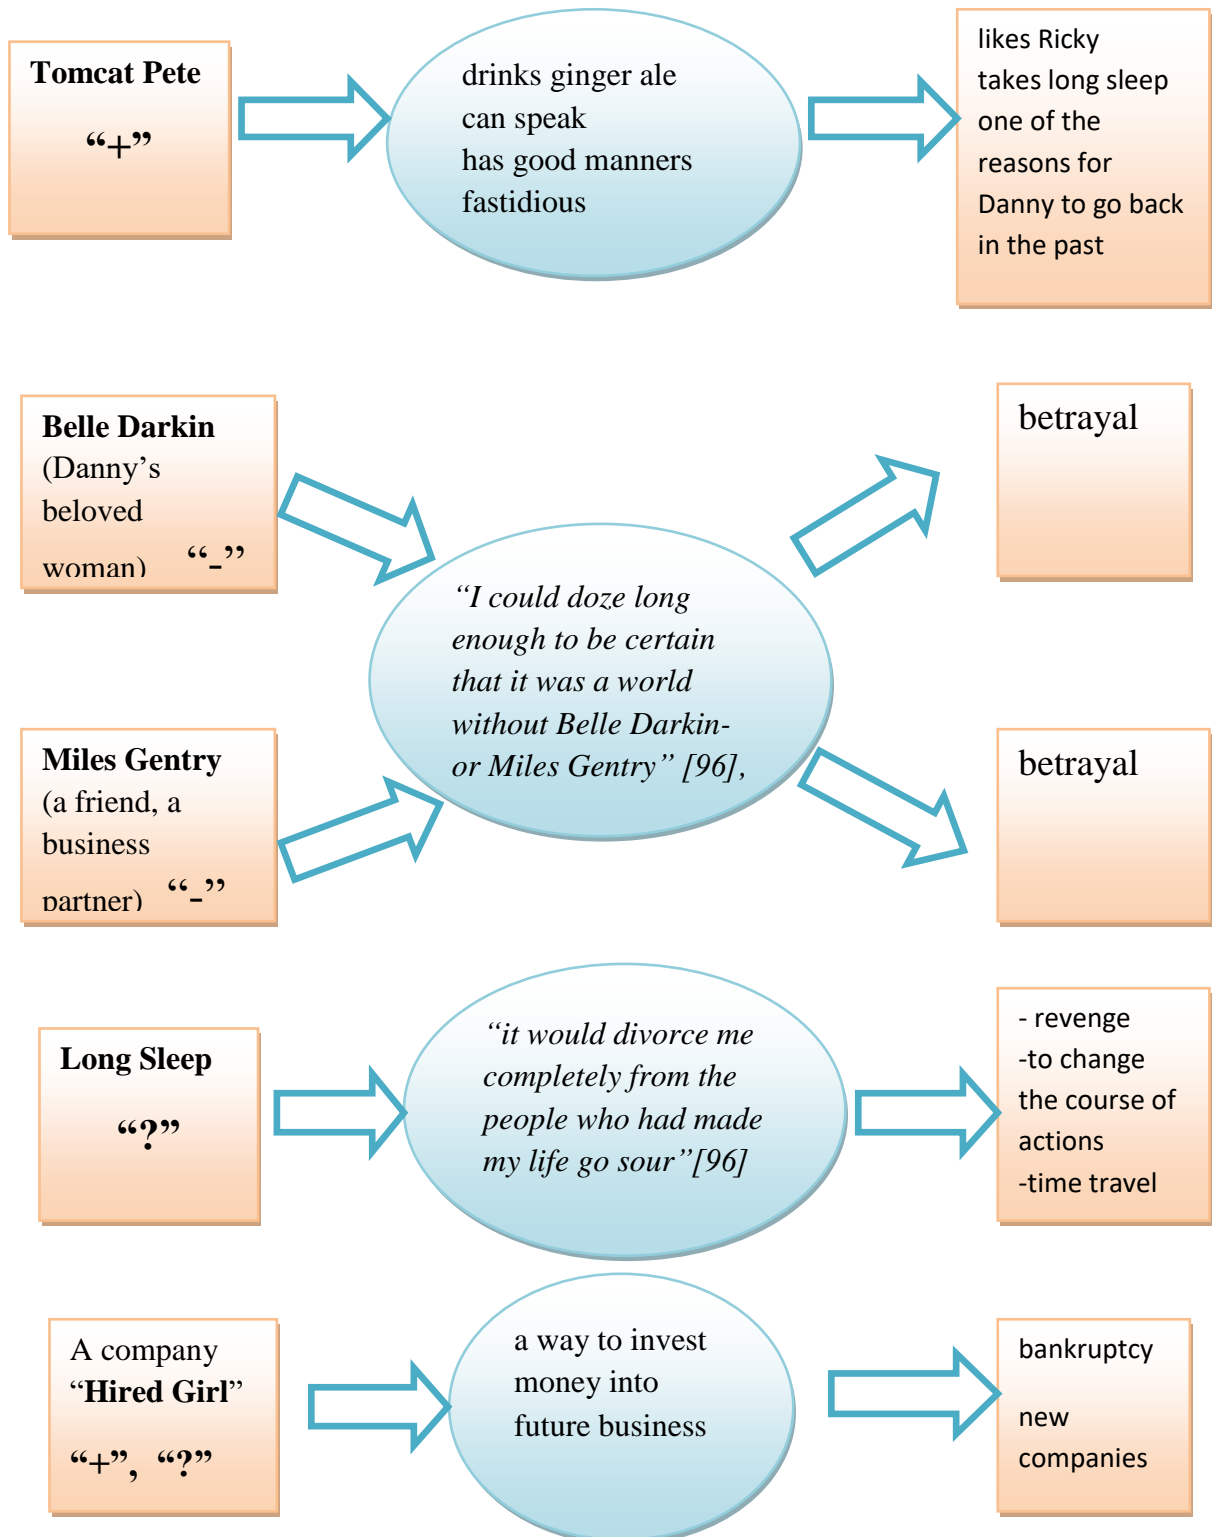 Tomcat Pete
“+”
drinks ginger ale
can speak
has good manners
fastidious
likes Ricky
takes long sleep
one of the
reasons for
Danny to go back
in the past
Belle Darkin
(Danny’s
beloved
woman) “-”
Miles Gentry
(a friend, a
business
partner) “-”
“I could doze long
enough to be certain
that it was a world
without Belle Darkin-
or Miles Gentry” [96],
betrayal
betrayal
Long Sleep
“?”
“it would divorce me
completely from the
people who had made
my life go sour”[96]
- revenge
-to change
the course of
actions
-time travel
A company
“Hired Girl”
“+”, “?”
a way to invest
money into
future business
bankruptcy
new
companies